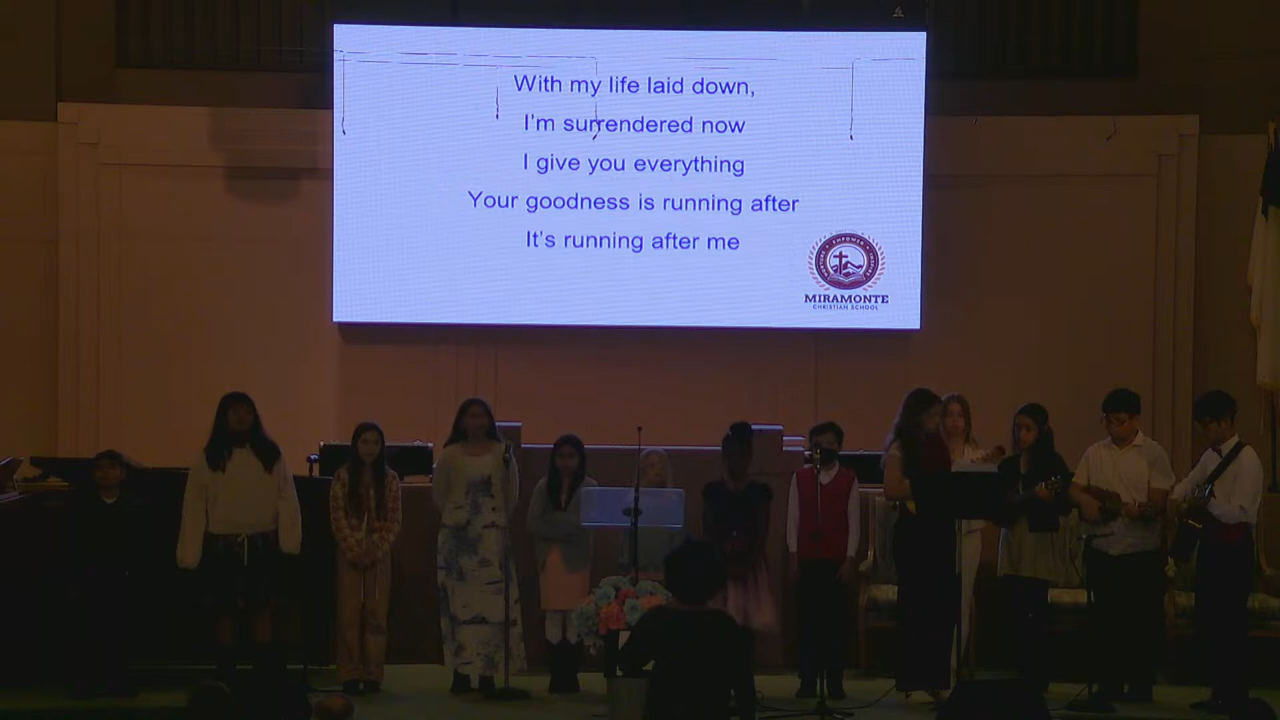 With my life laid down,
I'm surrendered now
I give you everything
Your goodness is running after
It's running after me
EMPOWER
MIRAMONTE
CHRISTIAN SCHOOL